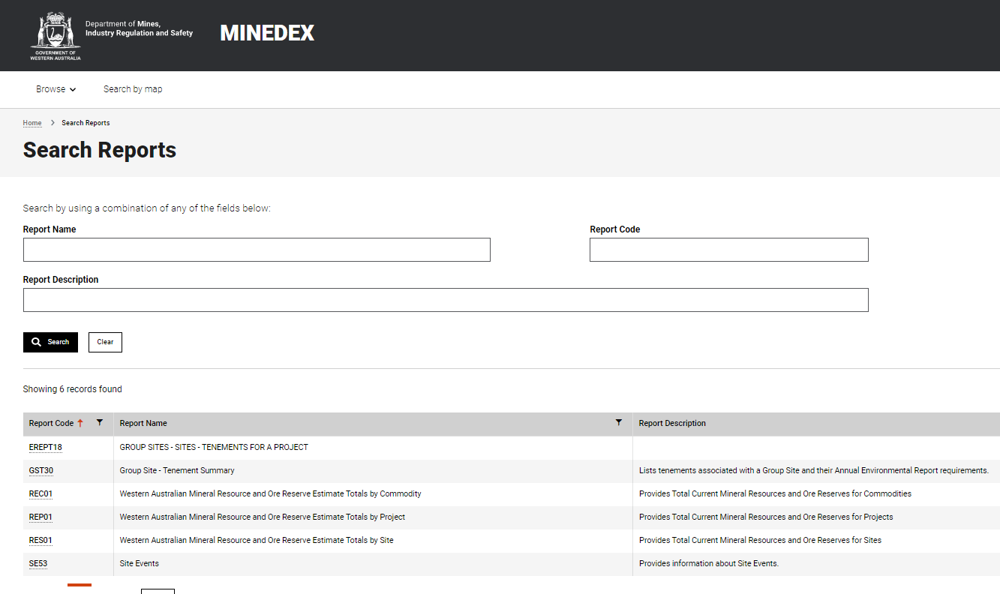 Department of Mines,
Industry Regulation and Safety
GOVERNMENT OF
WESTERN AUSTRALIA
MINEDEX
Browse
Search by map
Home > Search Reports
Search Reports
Search by using a combination of any of the fields below:
Report Name
Report Code
Report Description
Search
Clear
Showing 6 records found
Report Code Report Name Report Description
EREPT18 GROUP SITES - SITES - TENEMENTS FOR A PROJECT
GST30 Group Site - Tenement Summary Lists tenements associated with a Group Site and their Annual Environmental Report requirements.
REC01 Western Australian Mineral Resource and Ore Reserve Estimate Totals by Commodity Provides Total Current Mineral Resources and Ore Reserves for Commodities
REP01 Western Australian Mineral Resource and Ore Reserve Estimate Totals by Project Provides Total Current Mineral Resources and Ore Reserves for Projects
RES01 Western Australian Mineral Resource and Ore Reserve Estimate Totals by Site Provides Total Current Mineral Resources and Ore Reserves for Sites
SE53 Site Events Provides information about Site Events.